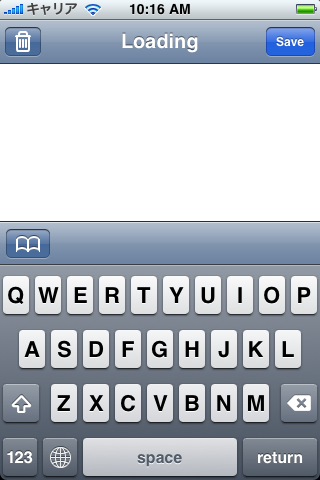 キャリア 10:16 AM
Loading Save
Q W E R T Y U I O P
A S D F G H J K L
Z X C V B N M
123 space return